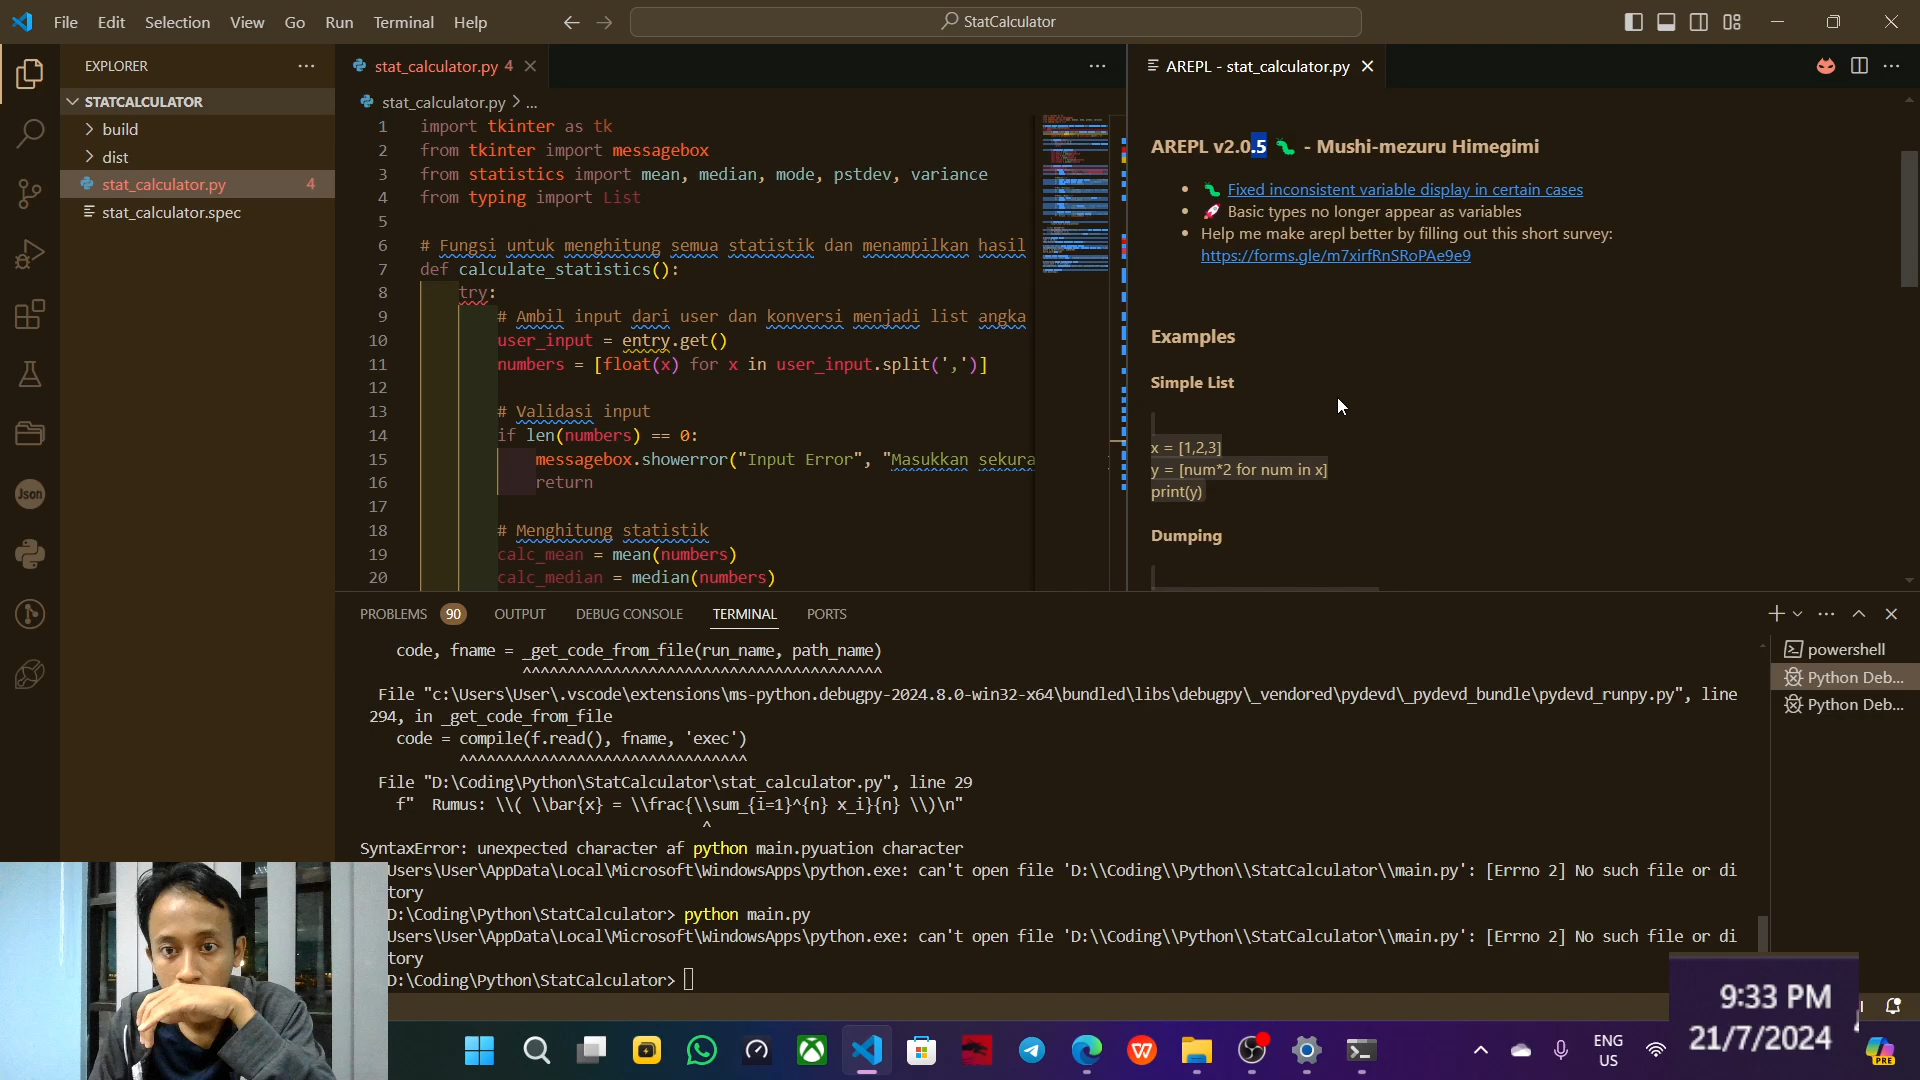 File Edit Selection View Go Run Terminal Help
StatCalculator
EXPLORER
STATCALCULATOR
build
dist
stat_calculator.py 4
stat_calculator.spec
Json
stat_calculator.py 4
stat_calculator.py > ...
1 import tkinter as tk
2 from tkinter import messagebox
3 from statistics import mean, median, mode, pstdev, variance
4 from typing import List
5
6 # Fungsi untuk menghitung semua statistik dan menampilkan hasil
7 def calculate_statistics():
8 try:
9 # Ambil input dari user dan konversi menjadi list angka
10 user_input = entry.get()
11 numbers = [float(x) for x in user_input.split(',')]
12
13 # Validasi input
14 if len(numbers) == 0:
15 messagebox.showerror("Input Error", "Masukkan sekura
16 return
17
18 # Menghitung statistik
19 calc_mean = mean(numbers)
20 calc_median = median(numbers)
AREPL - stat_calculator.py
AREPL v2.0.5 🐛 - Mushi-mezuru Himegimi
• 🐛 Fixed inconsistent variable display in certain cases
• 🚀 Basic types no longer appear as variables
• Help me make arepl better by filling out this short survey:
https://forms.gle/m7xirfRnSRoPAe9e9
Examples
Simple List
x = [1,2,3]
y = [num*2 for num in x]
print(y)
Dumping
PROBLEMS 90 OUTPUT DEBUG CONSOLE TERMINAL PORTS
code, fname = _get_code_from_file(run_name, path_name)
^^^^^^^^^^^^^^^^^^^^^^^^^^^^^^^^^^^^^^^^
File "c:\Users\User\.vscode\extensions\ms-python.debugpy-2024.8.0-win32-x64\bundled\libs\debugpy\_vendored\pydevd\_pydevd_bundle\pydevd_runpy.py", line
294, in _get_code_from_file
code = compile(f.read(), fname, 'exec')
^^^^^^^^^^^^^^^^^^^^^^^^^^^^^^^^
File "D:\Coding\Python\StatCalculator\stat_calculator.py", line 29
f" Rumus: \\( \\bar{x} = \\frac{\\sum_{i=1}^{n} x_i}{n} \\)\n"
^
SyntaxError: unexpected character af python main.pyuation character
Users\User\AppData\Local\Microsoft\WindowsApps\python.exe: can't open file 'D:\\Coding\\Python\\StatCalculator\\main.py': [Errno 2] No such file or di
tory
D:\Coding\Python\StatCalculator> python main.py
Users\User\AppData\Local\Microsoft\WindowsApps\python.exe: can't open file 'D:\\Coding\\Python\\StatCalculator\\main.py': [Errno 2] No such file or di
tory
D:\Coding\Python\StatCalculator>
powershell
Python Deb...
Python Deb...
ENG
US
9:33 PM
21/7/2024
PRE